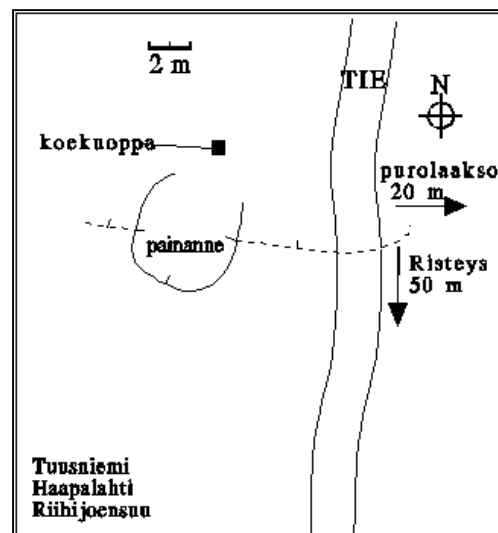 2 m
TIE
N
koekuoppa
purolaakso
20 m
painanne
Risteys
50 m
Tuusniemi
Haapalahti
Riihijoensuu